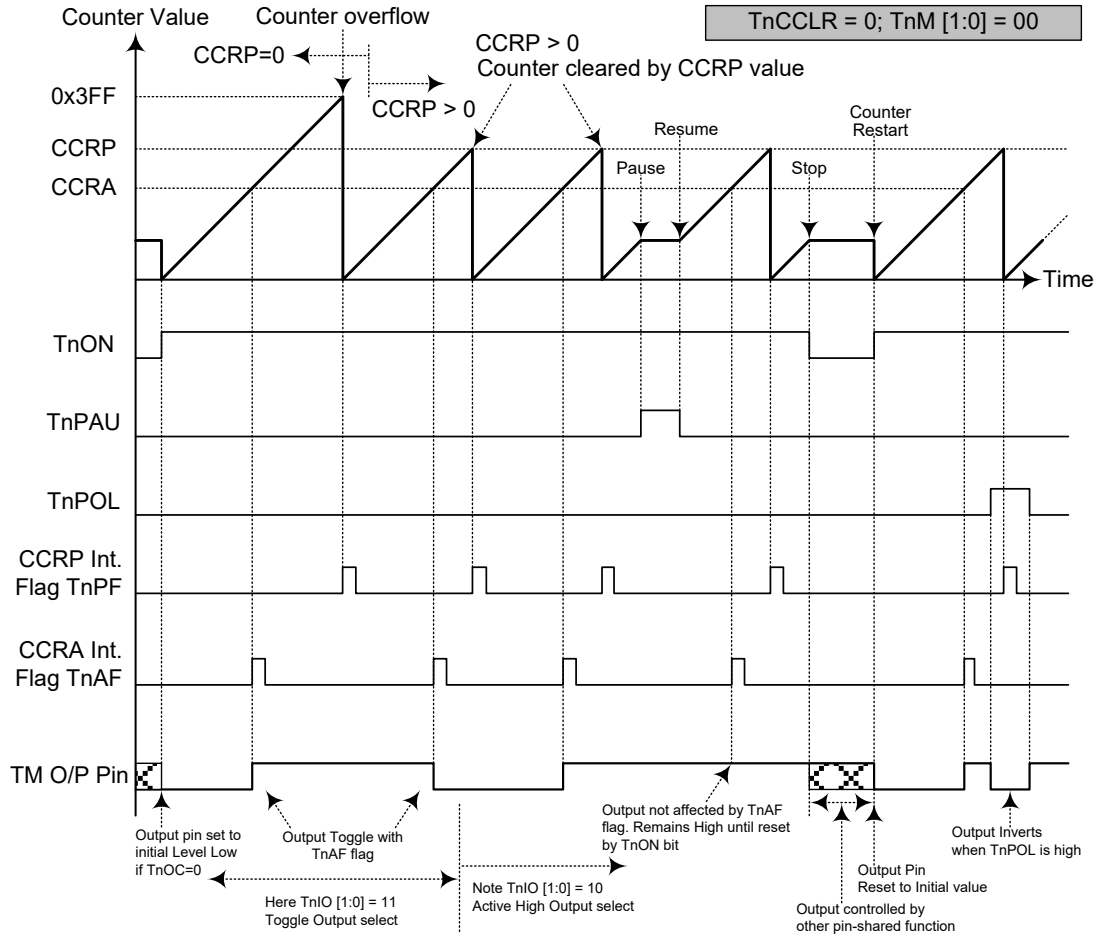 Counter Value
Counter overflow
TnCCLR = 0; TnM [1:0] = 00
CCRP=0
CCRP > 0
CCRP > 0
Counter cleared by CCRP value
0x3FF
CCRP
CCRA
Pause
Resume
Stop
Counter
Restart
Time
TnON
TnPAU
TnPOL
CCRP Int.
Flag TnPF
CCRA Int.
Flag TnAF
TM O/P Pin
Output pin set to
initial Level Low
if TnOC=0
Output Toggle with
TnAF flag
Here TnIO [1:0] = 11
Toggle Output select
Note TnIO [1:0] = 10
Active High Output select
Output not affected by TnAF
flag. Remains High until reset
by TnON bit
Output controlled by
other pin-shared function
Output Pin
Reset to Initial value
Output Inverts
when TnPOL is high